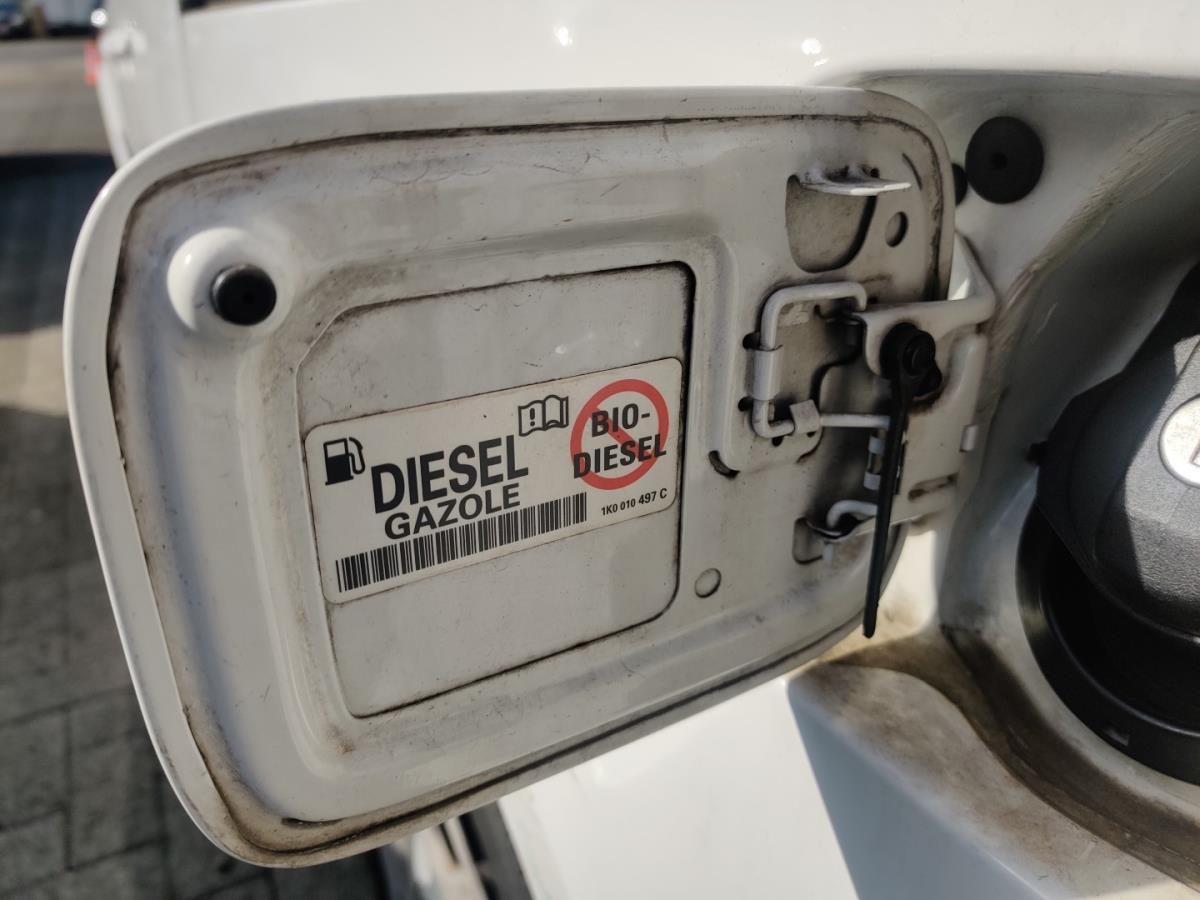 DIESEL
GAZOLE
BIO-
DIESEL
1K0 010 497 C